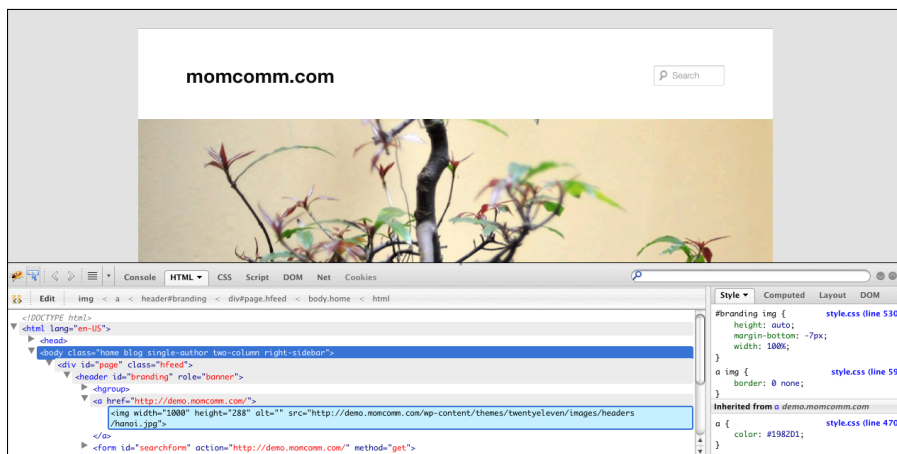 momcomm.com
Search
Console HTML CSS Script DOM Net Cookies
Edit img < a < header#branding < div#page.hfeed < body.home < html
Style Computed Layout DOM
<!DOCTYPE html>
<html lang="en-US">
<head>
<body class="home blog single-author two-column right-sidebar">
<div id="page" class="hfeed">
<header id="branding" role="banner">
<hgroup>
<a href="http://demo.momcomm.com/">
<img width="1000" height="288" alt="" src="http://demo.momcomm.com/wp-content/themes/twentyeleven/images/headers
/hanoi.jpg">
</a>
<form id="searchform" action="http://demo.momcomm.com/" method="get">
#branding img { style.css (line 530
height: auto;
margin-bottom: -7px;
width: 100%;
}
a img { style.css (line 59
border: 0 none;
}
Inherited from a demo.momcomm.com
a { style.css (line 470
color: #1982D1;
}